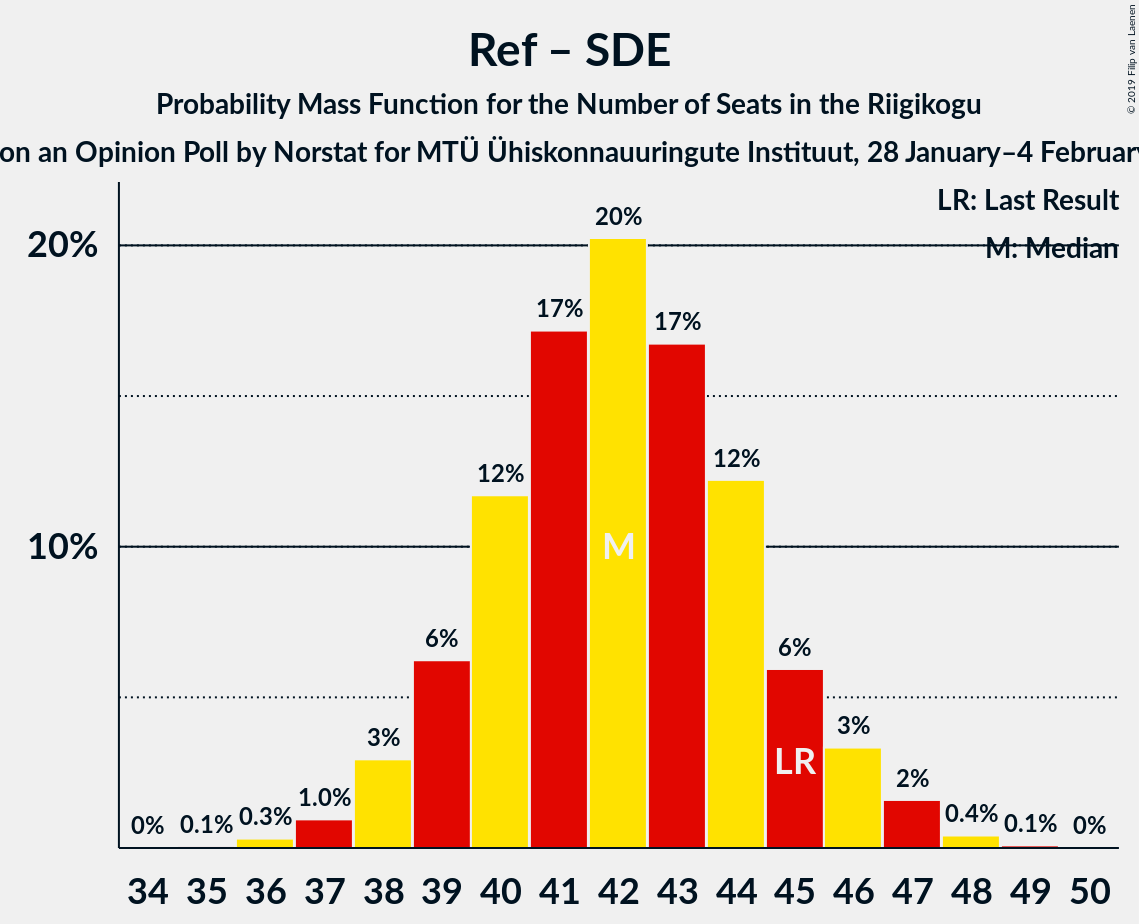 © 2019 Filip van Laenen
Ref – SDE
Probability Mass Function for the Number of Seats in the Riigikogu
on an Opinion Poll by Norstat for MTÜ Ühiskonnauuringute Instituut, 28 January–4 February
LR: Last Result
M: Median
20%
10%
0% 0.1% 0.3% 1.0% 3% 6% 12% 17% 20% 17% 12% 6% 3% 2% 0.4% 0.1% 0%
M
LR
34 35 36 37 38 39 40 41 42 43 44 45 46 47 48 49 50